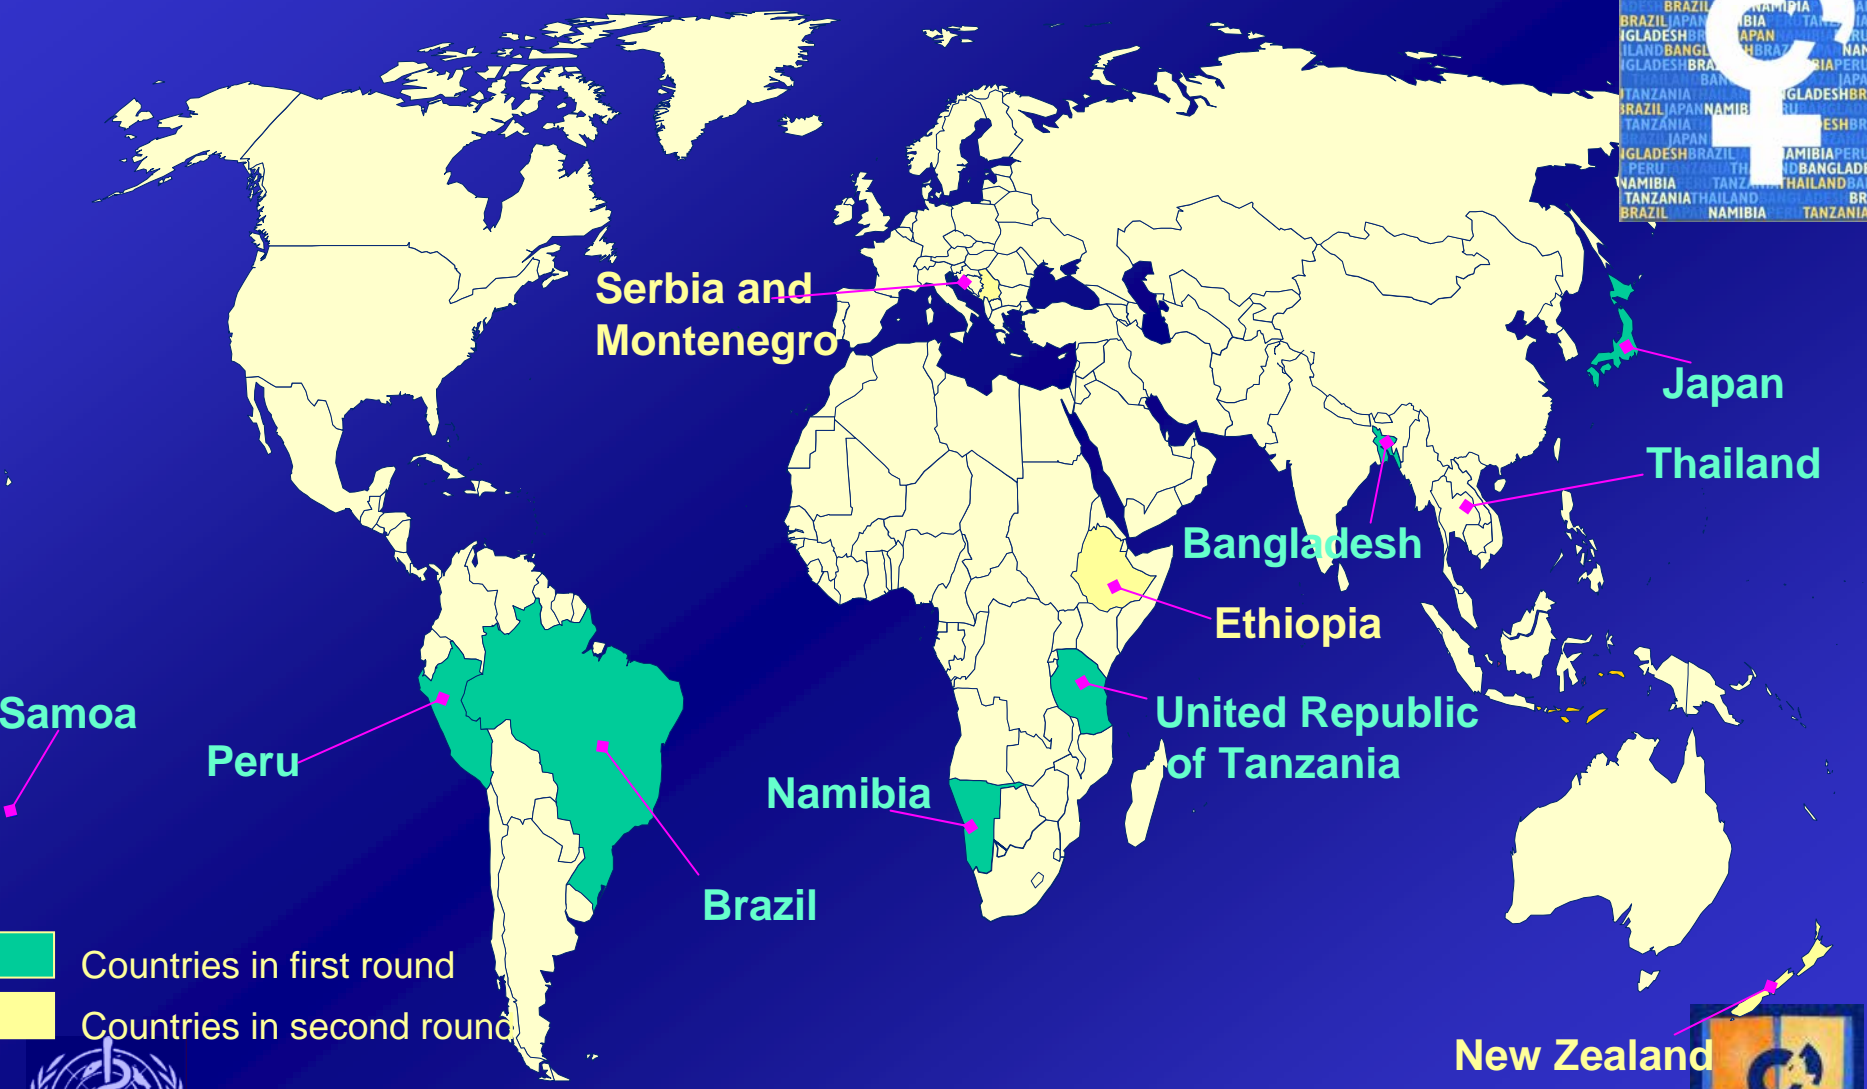 Serbia and
Montenegro
Japan
Thailand
Bangladesh
Ethiopia
Samoa
United Republic
of Tanzania
Peru
Namibia
Brazil
Countries in first round
Countries in second round
New Zealand